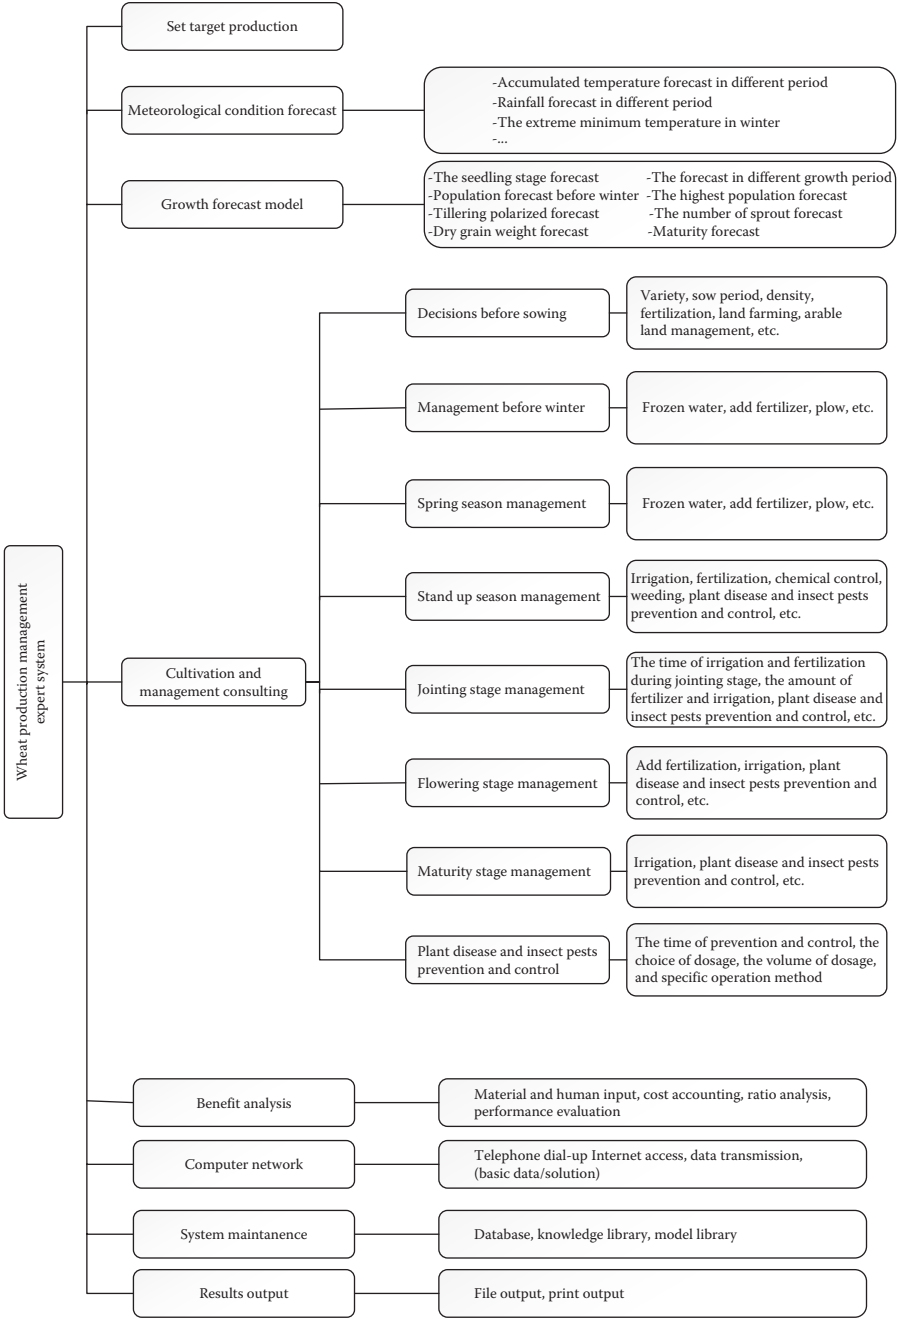 Set target production
Meteorological condition forecast
-Accumulated temperature forecast in different period
-Rainfall forecast in different period
-The extreme minimum temperature in winter
-...
Growth forecast model
-The seedling stage forecast
-Population forecast before winter
-Tillering polarized forecast
-Dry grain weight forecast
-The forecast in different growth period
-The highest population forecast
-The number of sprout forecast
-Maturity forecast
Decisions before sowing
Variety, sow period, density,
fertilization, land farming, arable
land management, etc.
Management before winter
Frozen water, add fertilizer, plow, etc.
Spring season management
Frozen water, add fertilizer, plow, etc.
Stand up season management
Irrigation, fertilization, chemical control,
weeding, plant disease and insect pests
prevention and control, etc.
Wheat production management
expert system
Cultivation and
management consulting
Jointing stage management
The time of irrigation and fertilization
during jointing stage, the amount of
fertilizer and irrigation, plant disease and
insect pests prevention and control, etc.
Flowering stage management
Add fertilization, irrigation, plant
disease and insect pests prevention and
control, etc.
Maturity stage management
Irrigation, plant disease and insect pests
prevention and control, etc.
Plant disease and insect pests
prevention and control
The time of prevention and control, the
choice of dosage, the volume of dosage,
and specific operation method
Benefit analysis
Material and human input, cost accounting, ratio analysis,
performance evaluation
Computer network
Telephone dial-up Internet access, data transmission,
(basic data/solution)
System maintanence
Database, knowledge library, model library
Results output
File output, print output